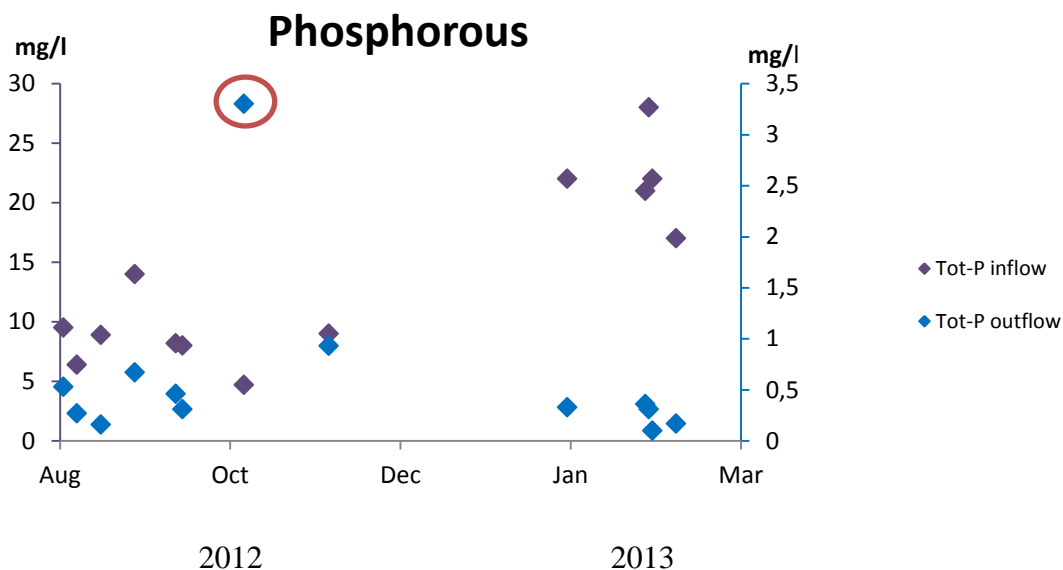 Phosphorous
mg/l
mg/l
30
25
20
15
10
5
0
3,5
3
2,5
2
1,5
1
0,5
0
Aug
Oct
Dec
Jan
Mar
2012
2013
Tot-P inflow
Tot-P outflow